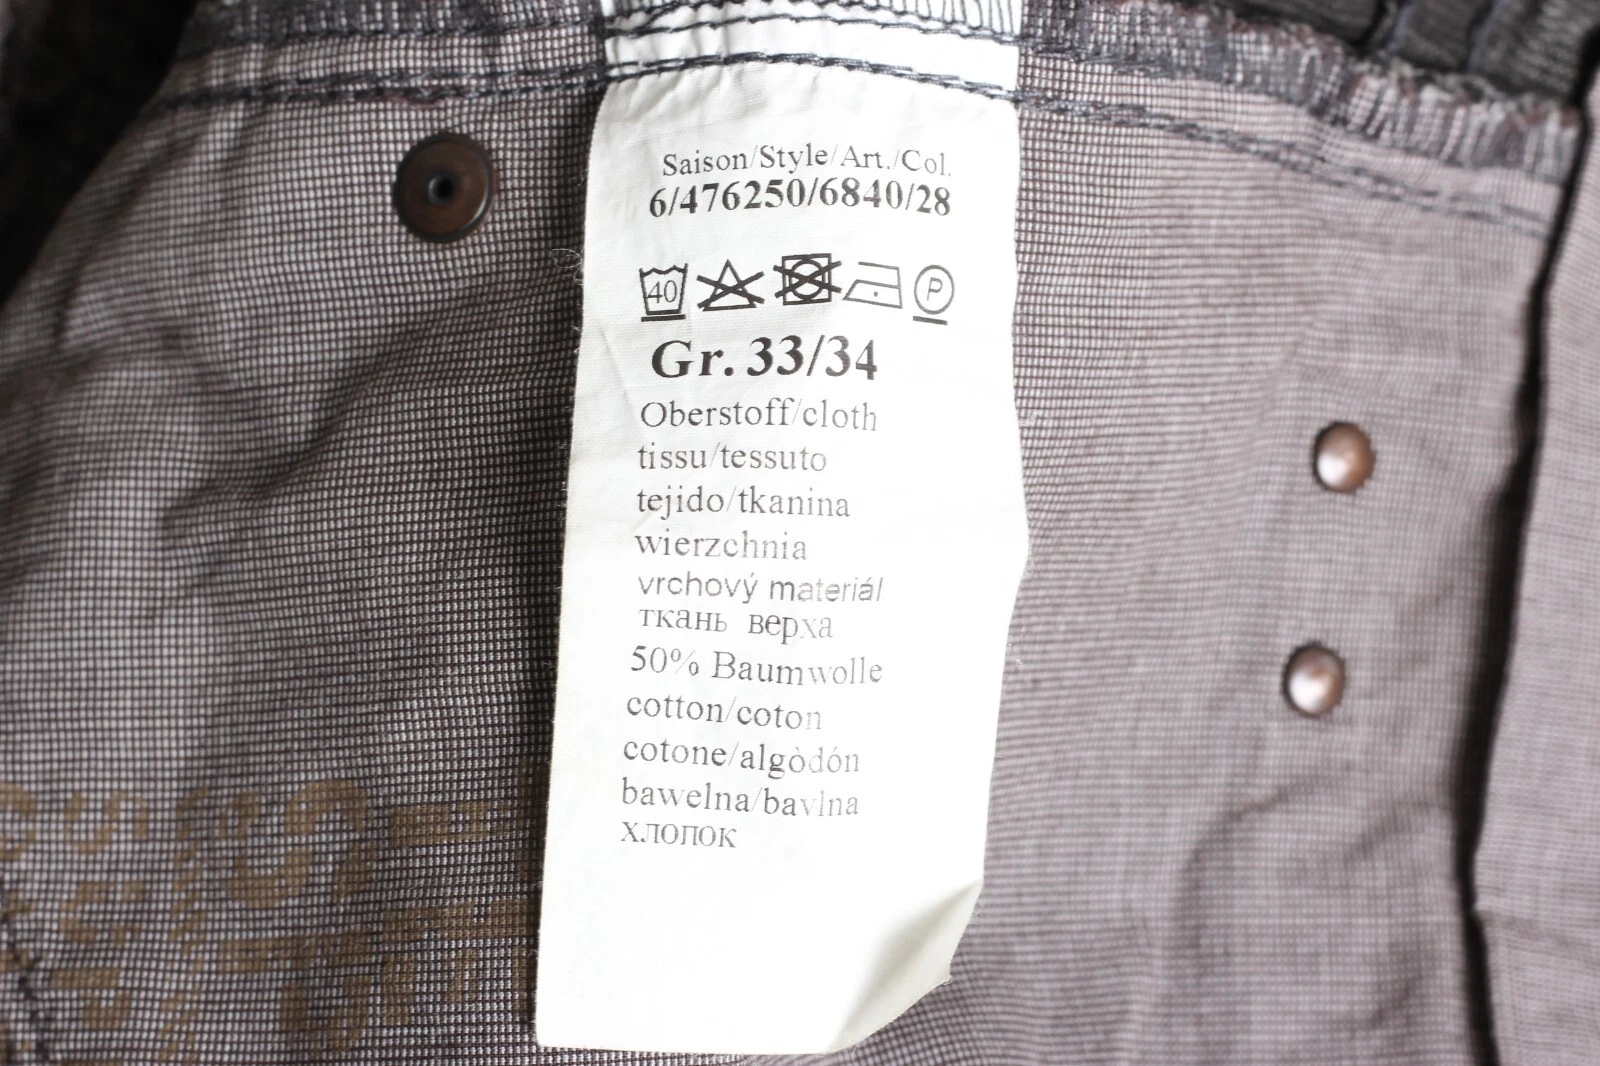 Saison/Style/Art./Col.
6/476250/6840/28
40 P
Gr. 33/34
Oberstoff/cloth
tissu/tessuto
tejido/tkanina
wierzchnia
vrchový materiál
ткань верха
50% Baumwolle
cotton/coton
cotone/algòdón
bawelna/bavlna
хлопок